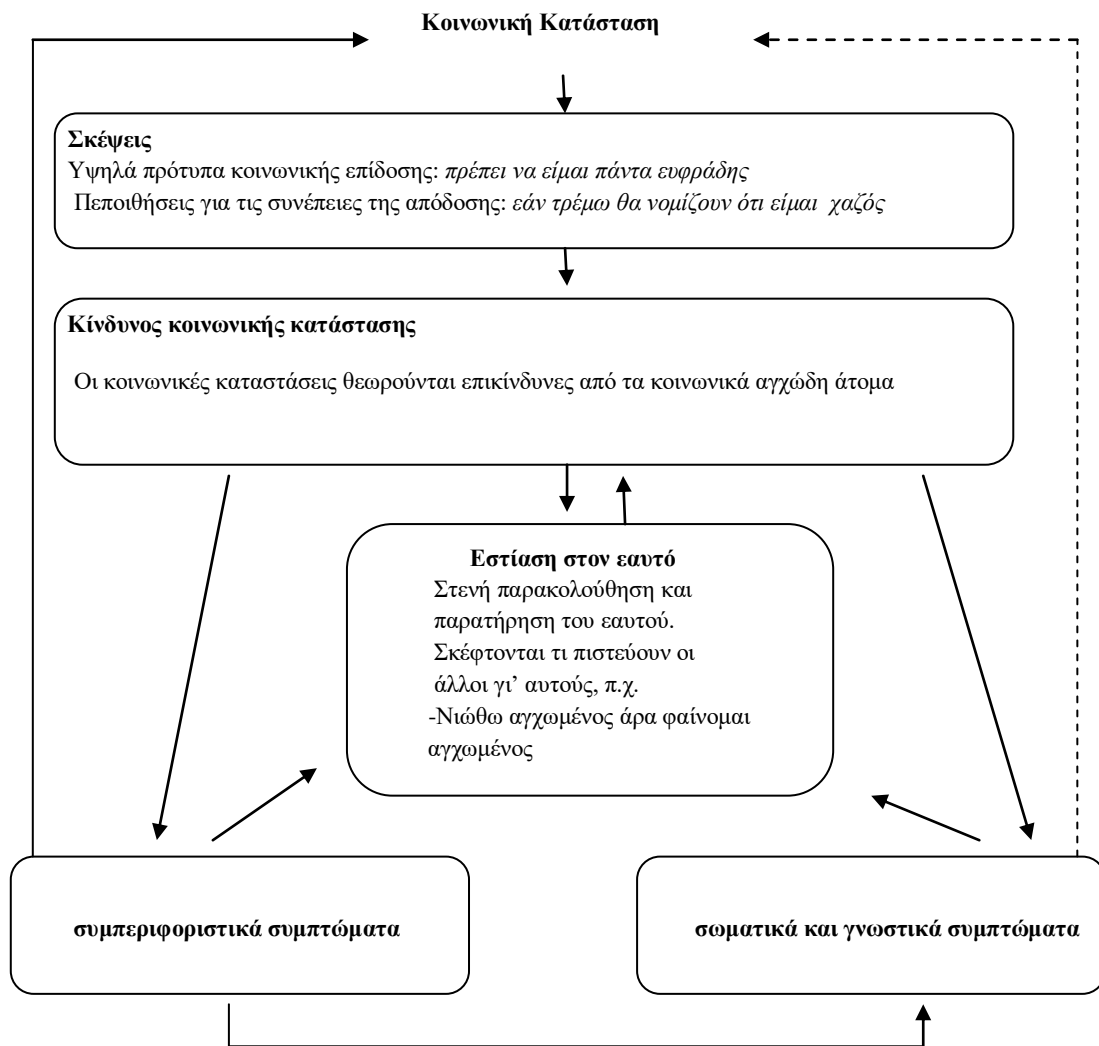 Κοινωνική Κατάσταση
Σκέψεις
Υψηλά πρότυπα κοινωνικής επίδοσης: πρέπει να είμαι πάντα ευφράδης
Πεποιθήσεις για τις συνέπειες της απόδοσης: εάν τρέμω θα νομίζουν ότι είμαι χαζός
Κίνδυνος κοινωνικής κατάστασης
Οι κοινωνικές καταστάσεις θεωρούνται επικίνδυνες από τα κοινωνικά αγχώδη άτομα
Εστίαση στον εαυτό
Στενή παρακολούθηση και
παρατήρηση του εαυτού.
Σκέφτονται τι πιστεύουν οι
άλλοι γι’ αυτούς, π.χ.
-Νιώθω αγχωμένος άρα φαίνομαι
αγχωμένος
συμπεριφοριστικά συμπτώματα
σωματικά και γνωστικά συμπτώματα